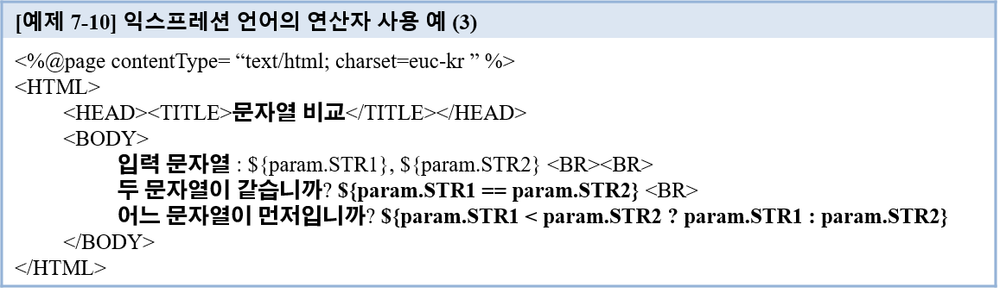 [예제 7-10] 익스프레션 언어의 연산자 사용 예 (3)
<%@page contentType= “text/html; charset=euc-kr ” %>
<HTML>
<HEAD><TITLE>문자열 비교</TITLE></HEAD>
<BODY>
입력 문자열 : ${param.STR1}, ${param.STR2} <BR><BR>
두 문자열이 같습니까? ${param.STR1 == param.STR2} <BR>
어느 문자열이 먼저입니까? ${param.STR1 < param.STR2 ? param.STR1 : param.STR2}
</BODY>
</HTML>